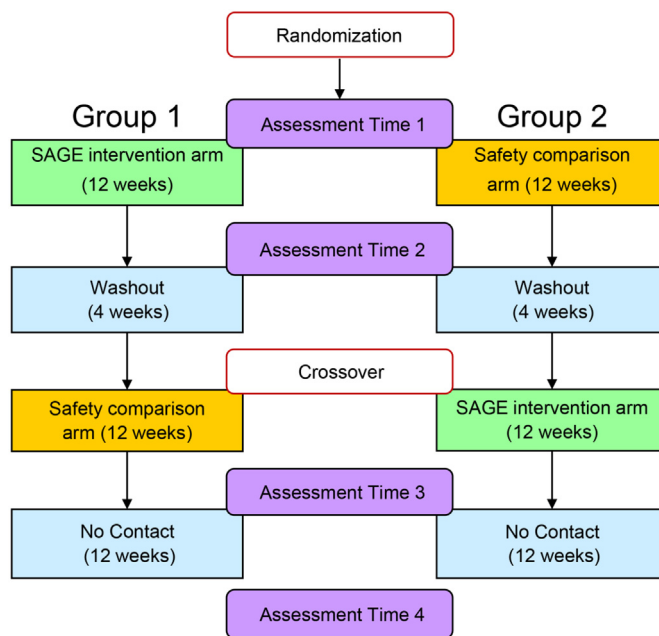 Randomization
Group 1
Assessment Time 1
Group 2
SAGE intervention arm
(12 weeks)
Safety comparison
arm (12 weeks)
Assessment Time 2
Washout
(4 weeks)
Washout
(4 weeks)
Crossover
Safety comparison
arm (12 weeks)
SAGE intervention arm
(12 weeks)
Assessment Time 3
No Contact
(12 weeks)
No Contact
(12 weeks)
Assessment Time 4